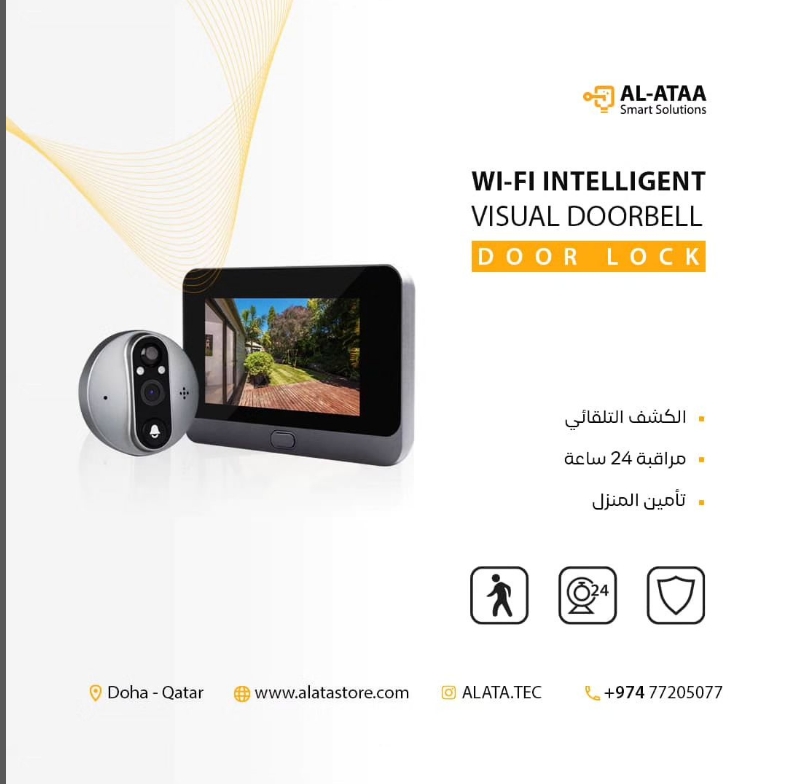 AL-ATAA
Smart Solutions
WI-FI INTELLIGENT
VISUAL DOORBELL
DOOR LOCK
الكشف التلقائي
مراقبة 24 ساعة
تأمين المنزل
24
Doha - Qatar
www.alatastore.com
ALATA.TEC
+974 77205077